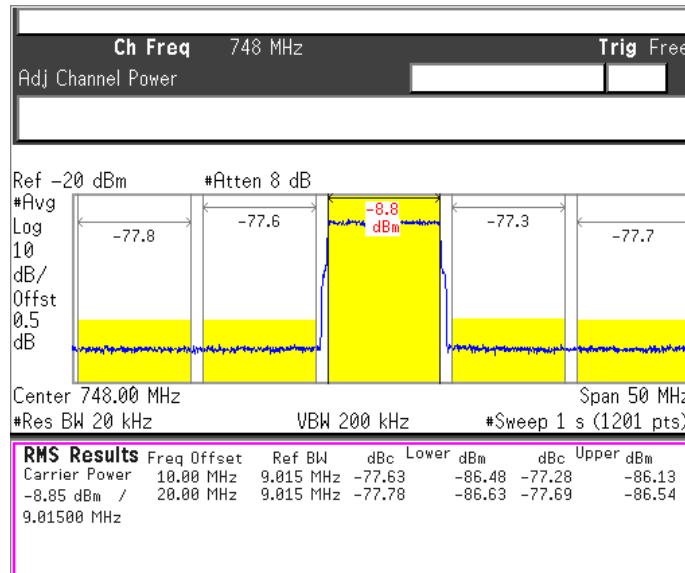 Ch Freq 748 MHz Trig Free
Adj Channel Power
Ref -20 dBm #Atten 8 dB
#Avg
Log
10
dB/
Offst
0.5
dB
-77.8 -77.6 -8.8 dBm -77.3 -77.7
Center 748.00 MHz Span 50 MHz
#Res BW 20 kHz VBW 200 kHz #Sweep 1 s (1201 pts)
RMS Results Freq Offset Ref BW dBc Lower dBm dBc Upper dBm
Carrier Power 10.00 MHz 9.015 MHz -77.63 -86.48 -77.28 -86.13
-8.85 dBm / 20.00 MHz 9.015 MHz -77.78 -86.63 -77.69 -86.54
9.01500 MHz